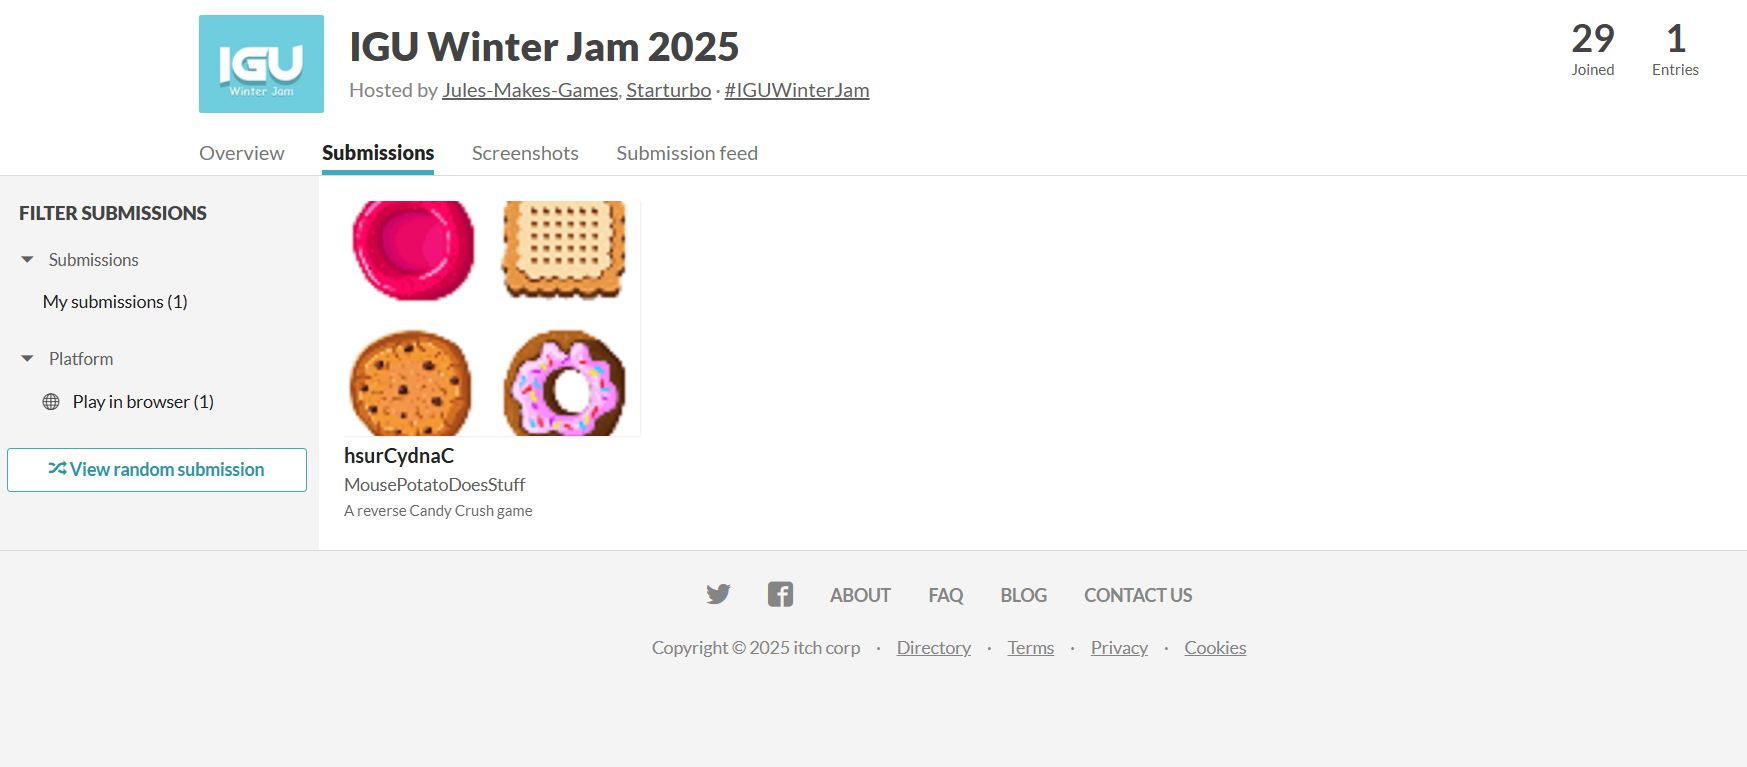 IGU
Winter Jam
IGU Winter Jam 2025
Hosted by Jules-Makes-Games, Starturbo · #IGUWinterJam
29
Joined
1
Entries
Overview
Submissions
Screenshots
Submission feed
FILTER SUBMISSIONS
Submissions
My submissions (1)
Platform
Play in browser (1)
View random submission
hsurCydnaC
MousePotatoDoesStuff
A reverse Candy Crush game
ABOUT
FAQ
BLOG
CONTACT US
Copyright © 2025 itch corp · Directory · Terms · Privacy · Cookies